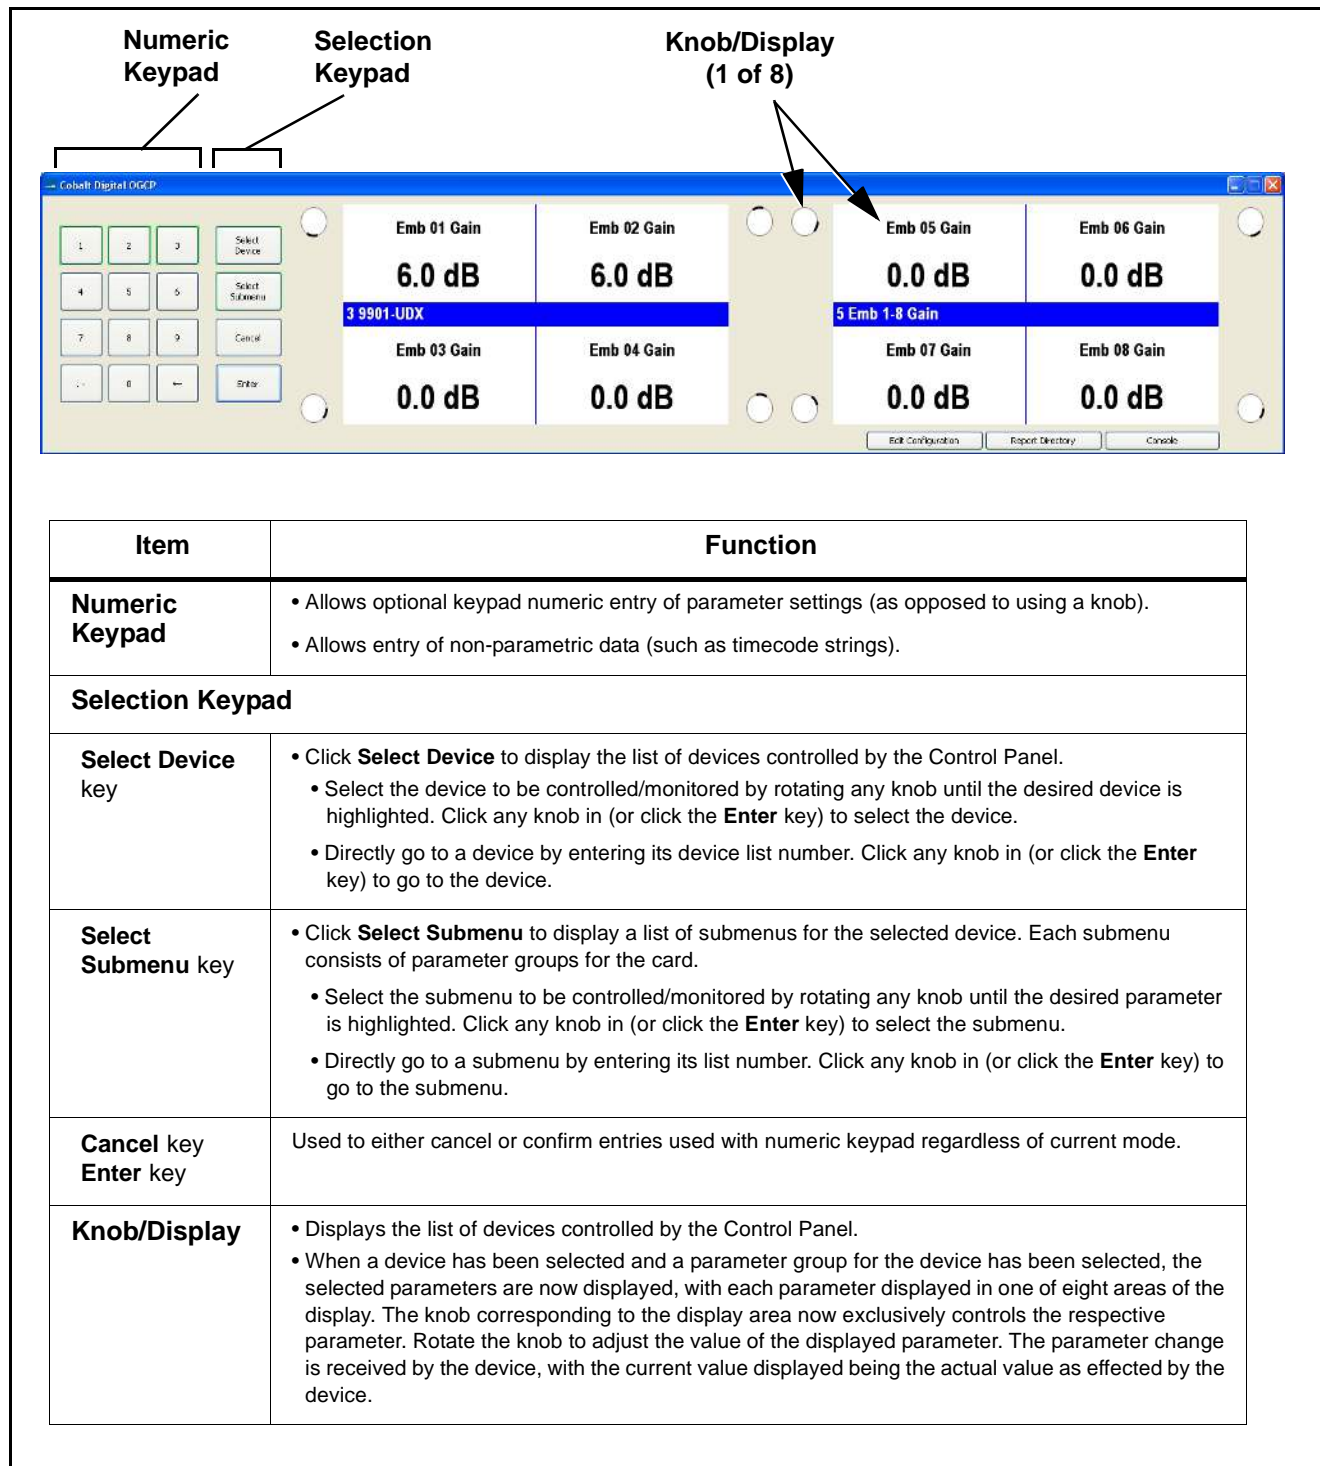 Numeric
Keypad
Selection
Keypad
Knob/Display
(1 of 8)
Cobalt Digital OGCP
1 2 3 Select Device
4 5 6 Select Submenu
7 8 9 Cancel
0 ← Enter
Emb 01 Gain Emb 02 Gain Emb 05 Gain Emb 06 Gain
6.0 dB 6.0 dB 0.0 dB 0.0 dB
3 9901-UDX 5 Emb 1-8 Gain
Emb 03 Gain Emb 04 Gain Emb 07 Gain Emb 08 Gain
0.0 dB 0.0 dB 0.0 dB 0.0 dB
Edit Configuration Report Directory Console
Item Function
Numeric
Keypad
• Allows optional keypad numeric entry of parameter settings (as opposed to using a knob).
• Allows entry of non-parametric data (such as timecode strings).
Selection Keypad
Select Device
key
• Click Select Device to display the list of devices controlled by the Control Panel.
• Select the device to be controlled/monitored by rotating any knob until the desired device is
highlighted. Click any knob in (or click the Enter key) to select the device.
• Directly go to a device by entering its device list number. Click any knob in (or click the Enter
key) to go to the device.
Select
Submenu key
• Click Select Submenu to display a list of submenus for the selected device. Each submenu
consists of parameter groups for the card.
• Select the submenu to be controlled/monitored by rotating any knob until the desired parameter
is highlighted. Click any knob in (or click the Enter key) to select the submenu.
• Directly go to a submenu by entering its list number. Click any knob in (or click the Enter key) to
go to the submenu.
Cancel key
Enter key
Used to either cancel or confirm entries used with numeric keypad regardless of current mode.
Knob/Display
• Displays the list of devices controlled by the Control Panel.
• When a device has been selected and a parameter group for the device has been selected, the
selected parameters are now displayed, with each parameter displayed in one of eight areas of the
display. The knob corresponding to the display area now exclusively controls the respective
parameter. Rotate the knob to adjust the value of the displayed parameter. The parameter change
is received by the device, with the current value displayed being the actual value as effected by the
device.